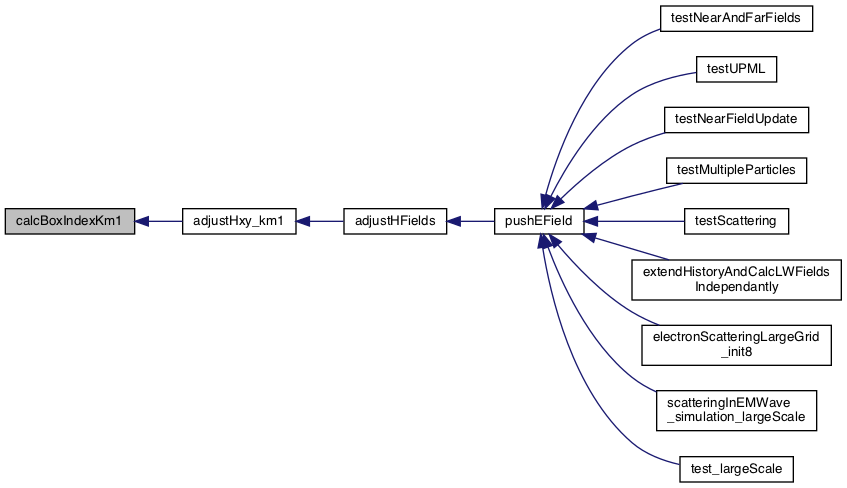 testNearAndFarFields
testUPML
testNearFieldUpdate
testMultipleParticles
calcBoxIndexKm1
adjustHxy_km1
adjustHFields
pushEField
testScattering
extendHistoryAndCalcLWFields
Independantly
electronScatteringLargeGrid
_init8
scatteringInEMWave
_simulation_largeScale
test_largeScale